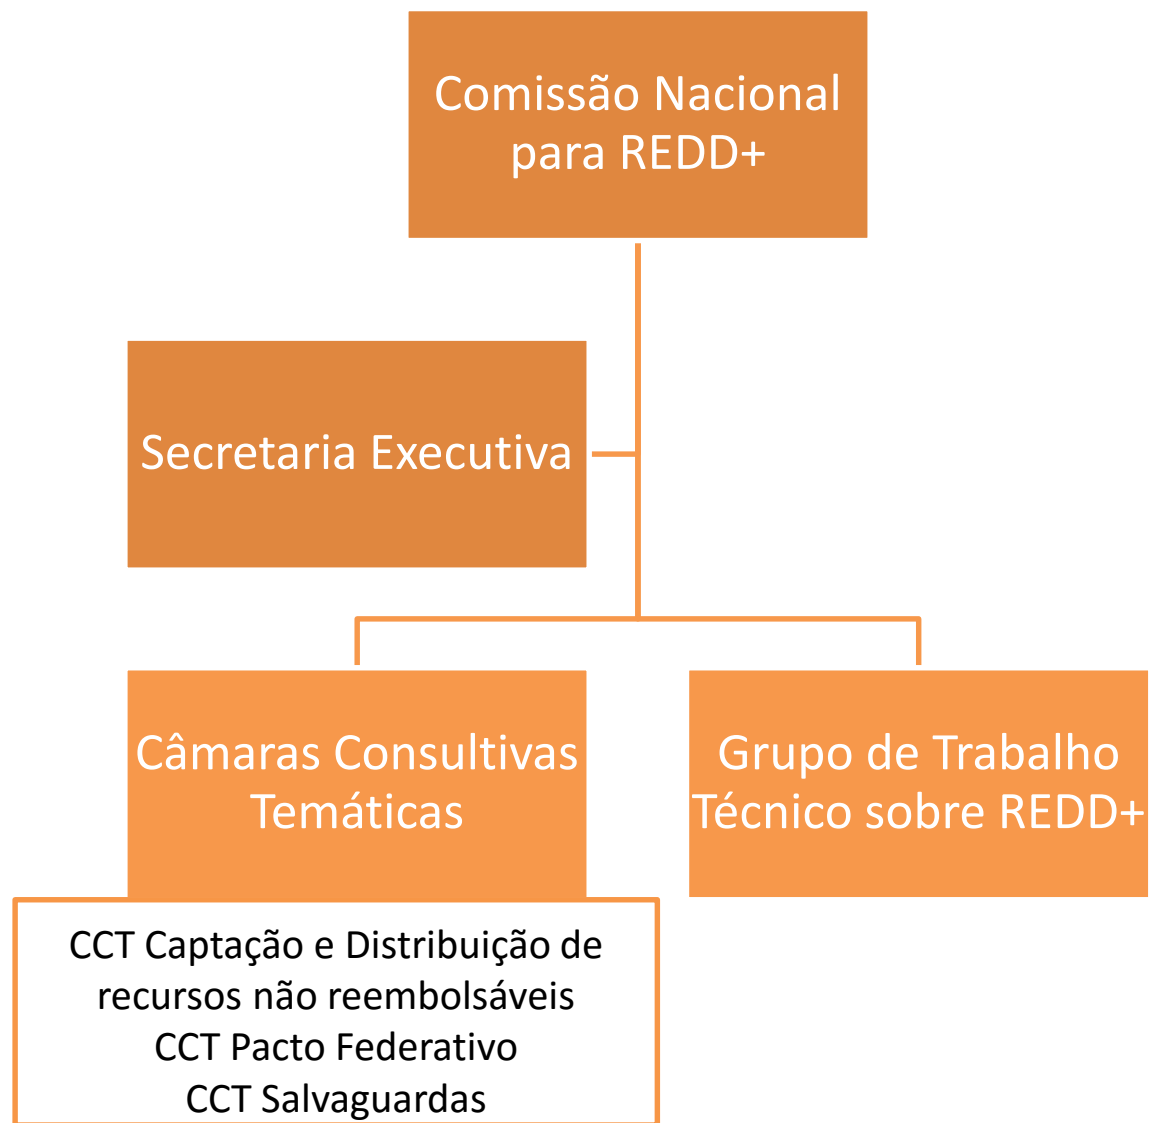 Comissão Nacional
para REDD+
Secretaria Executiva
Câmaras Consultivas
Temáticas
Grupo de Trabalho
Técnico sobre REDD+
CCT Captação e Distribuição de
recursos não reembolsáveis
CCT Pacto Federativo
CCT Salvaguardas